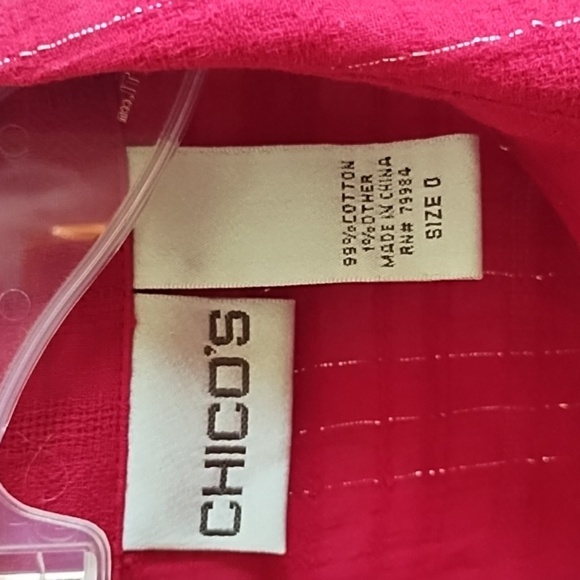 CHICO'S
99% COTTON
1% OTHER
MADE IN CHINA
RN# 79984
SIZE 0